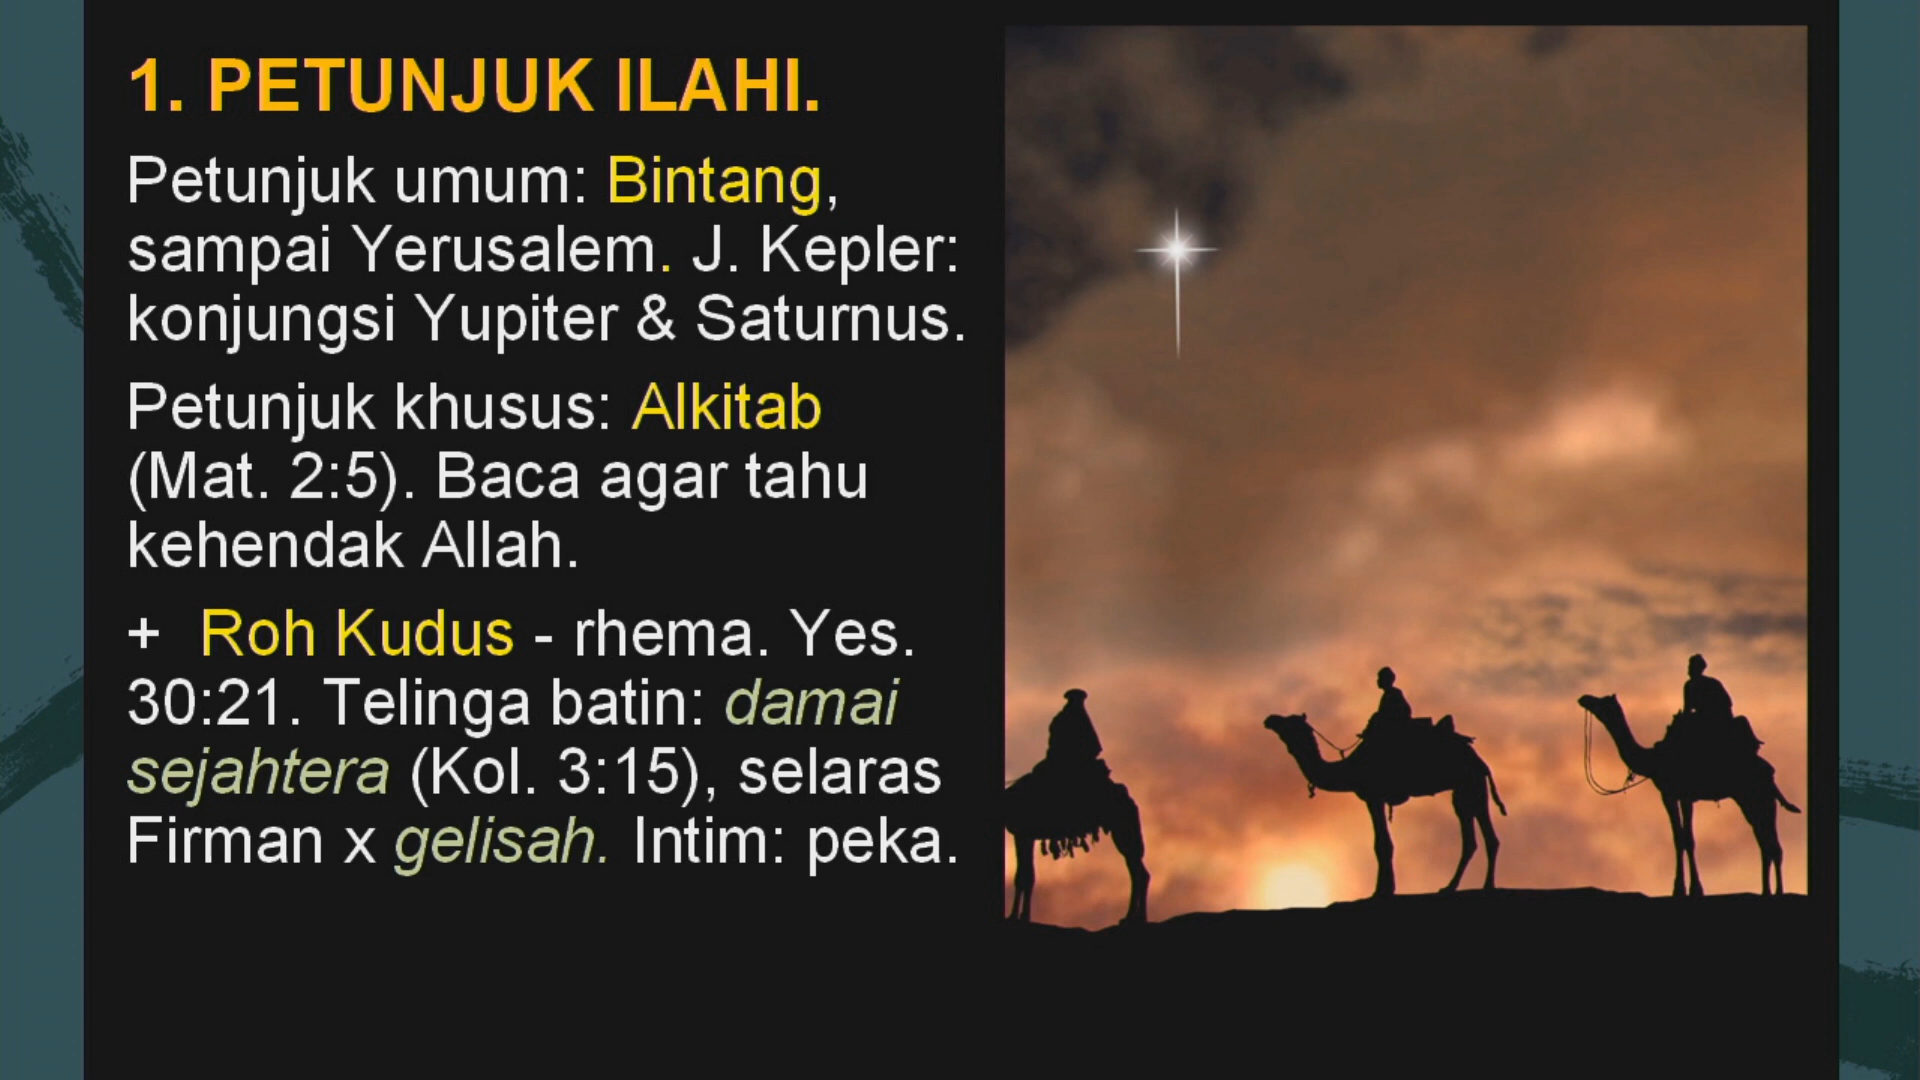 1. PETUNJUK ILAHI.
Petunjuk umum: Bintang,
sampai Yerusalem. J. Kepler:
konjungsi Yupiter & Saturnus.
Petunjuk khusus: Alkitab
(Mat. 2:5). Baca agar tahu
kehendak Allah.
+ Roh Kudus - rhema. Yes.
30:21. Telinga batin: damai
sejahtera (Kol. 3:15), selaras
Firman x gelisah. Intim: peka.